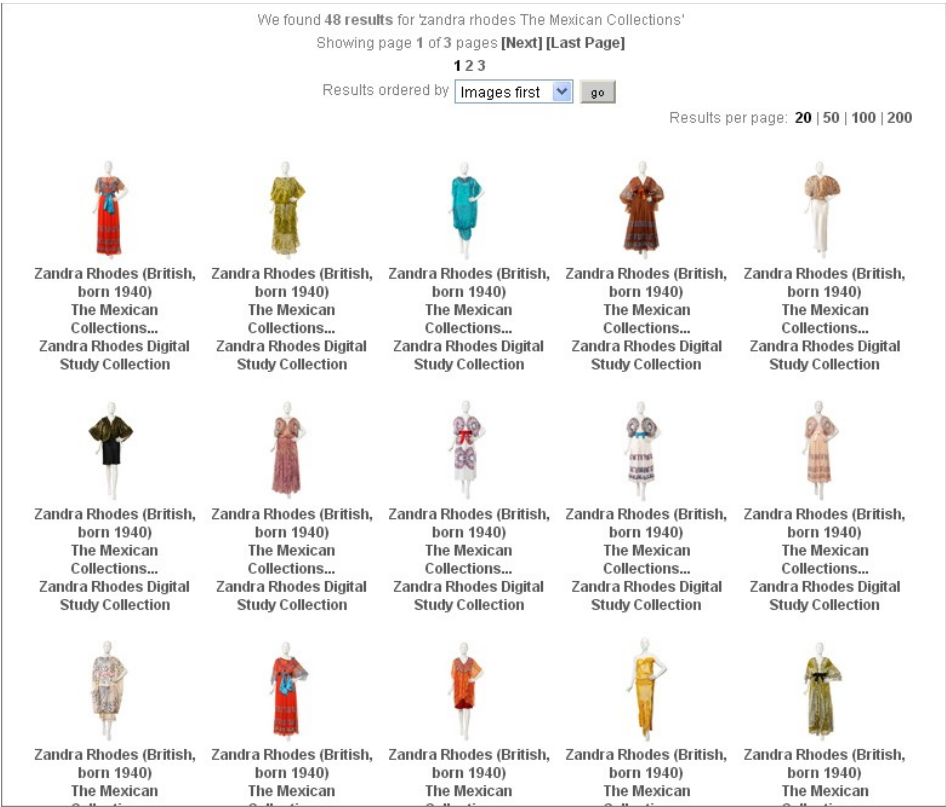 We found 48 results for 'zandra rhodes The Mexican Collections'
Showing page 1 of 3 pages [Next] [Last Page]
1 2 3
Results ordered by Images first go
Results per page: 20 | 50 | 100 | 200
Zandra Rhodes (British, Zandra Rhodes (British, Zandra Rhodes (British, Zandra Rhodes (British, Zandra Rhodes (British,
born 1940) born 1940) born 1940) born 1940) born 1940)
The Mexican The Mexican The Mexican The Mexican The Mexican
Collections... Collections... Collections... Collections... Collections...
Zandra Rhodes Digital Zandra Rhodes Digital Zandra Rhodes Digital Zandra Rhodes Digital Zandra Rhodes Digital
Study Collection Study Collection Study Collection Study Collection Study Collection
Zandra Rhodes (British, Zandra Rhodes (British, Zandra Rhodes (British, Zandra Rhodes (British, Zandra Rhodes (British,
born 1940) born 1940) born 1940) born 1940) born 1940)
The Mexican The Mexican The Mexican The Mexican The Mexican
Collections... Collections... Collections... Collections... Collections...
Zandra Rhodes Digital Zandra Rhodes Digital Zandra Rhodes Digital Zandra Rhodes Digital Zandra Rhodes Digital
Study Collection Study Collection Study Collection Study Collection Study Collection
Zandra Rhodes (British, Zandra Rhodes (British, Zandra Rhodes (British, Zandra Rhodes (British, Zandra Rhodes (British,
born 1940) born 1940) born 1940) born 1940) born 1940)
The Mexican The Mexican The Mexican The Mexican The Mexican